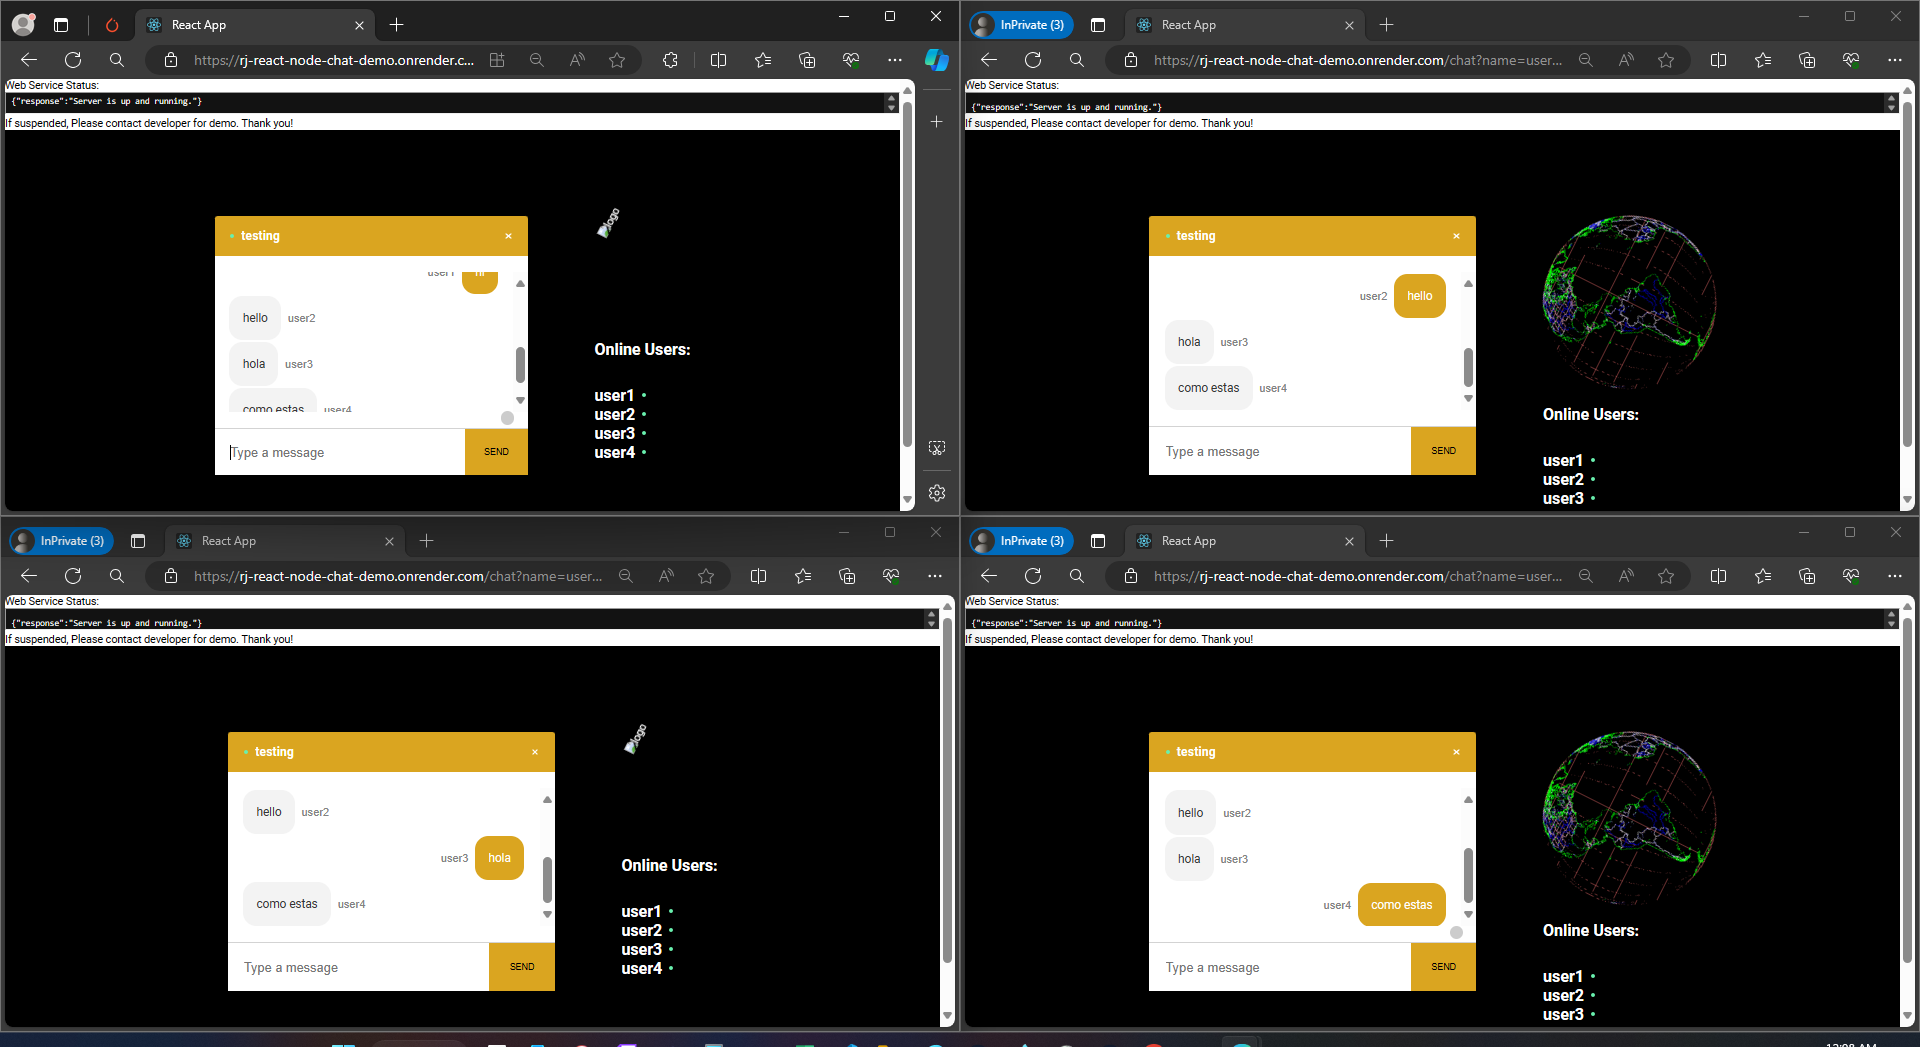 React App
https://rj-react-node-chat-demo.onrender.c...
Web Service Status:
{"response":"Server is up and running."}
If suspended, Please contact developer for demo. Thank you!
logo
testing
user1 hi
hello user2
hola user3
como estas user4
Type a message
SEND
Online Users:
user1
user2
user3
user4
InPrivate (3)
React App
https://rj-react-node-chat-demo.onrender.com/chat?name=user...
Web Service Status:
{"response":"Server is up and running."}
If suspended, Please contact developer for demo. Thank you!
testing
user2 hello
hola user3
como estas user4
Type a message
SEND
Online Users:
user1
user2
user3
InPrivate (3)
React App
https://rj-react-node-chat-demo.onrender.com/chat?name=user...
Web Service Status:
{"response":"Server is up and running."}
If suspended, Please contact developer for demo. Thank you!
logo
testing
hello user2
user3 hola
como estas user4
Type a message
SEND
Online Users:
user1
user2
user3
user4
InPrivate (3)
React App
https://rj-react-node-chat-demo.onrender.com/chat?name=user...
Web Service Status:
{"response":"Server is up and running."}
If suspended, Please contact developer for demo. Thank you!
testing
hello user2
hola user3
user4 como estas
Type a message
SEND
Online Users:
user1
user2
user3